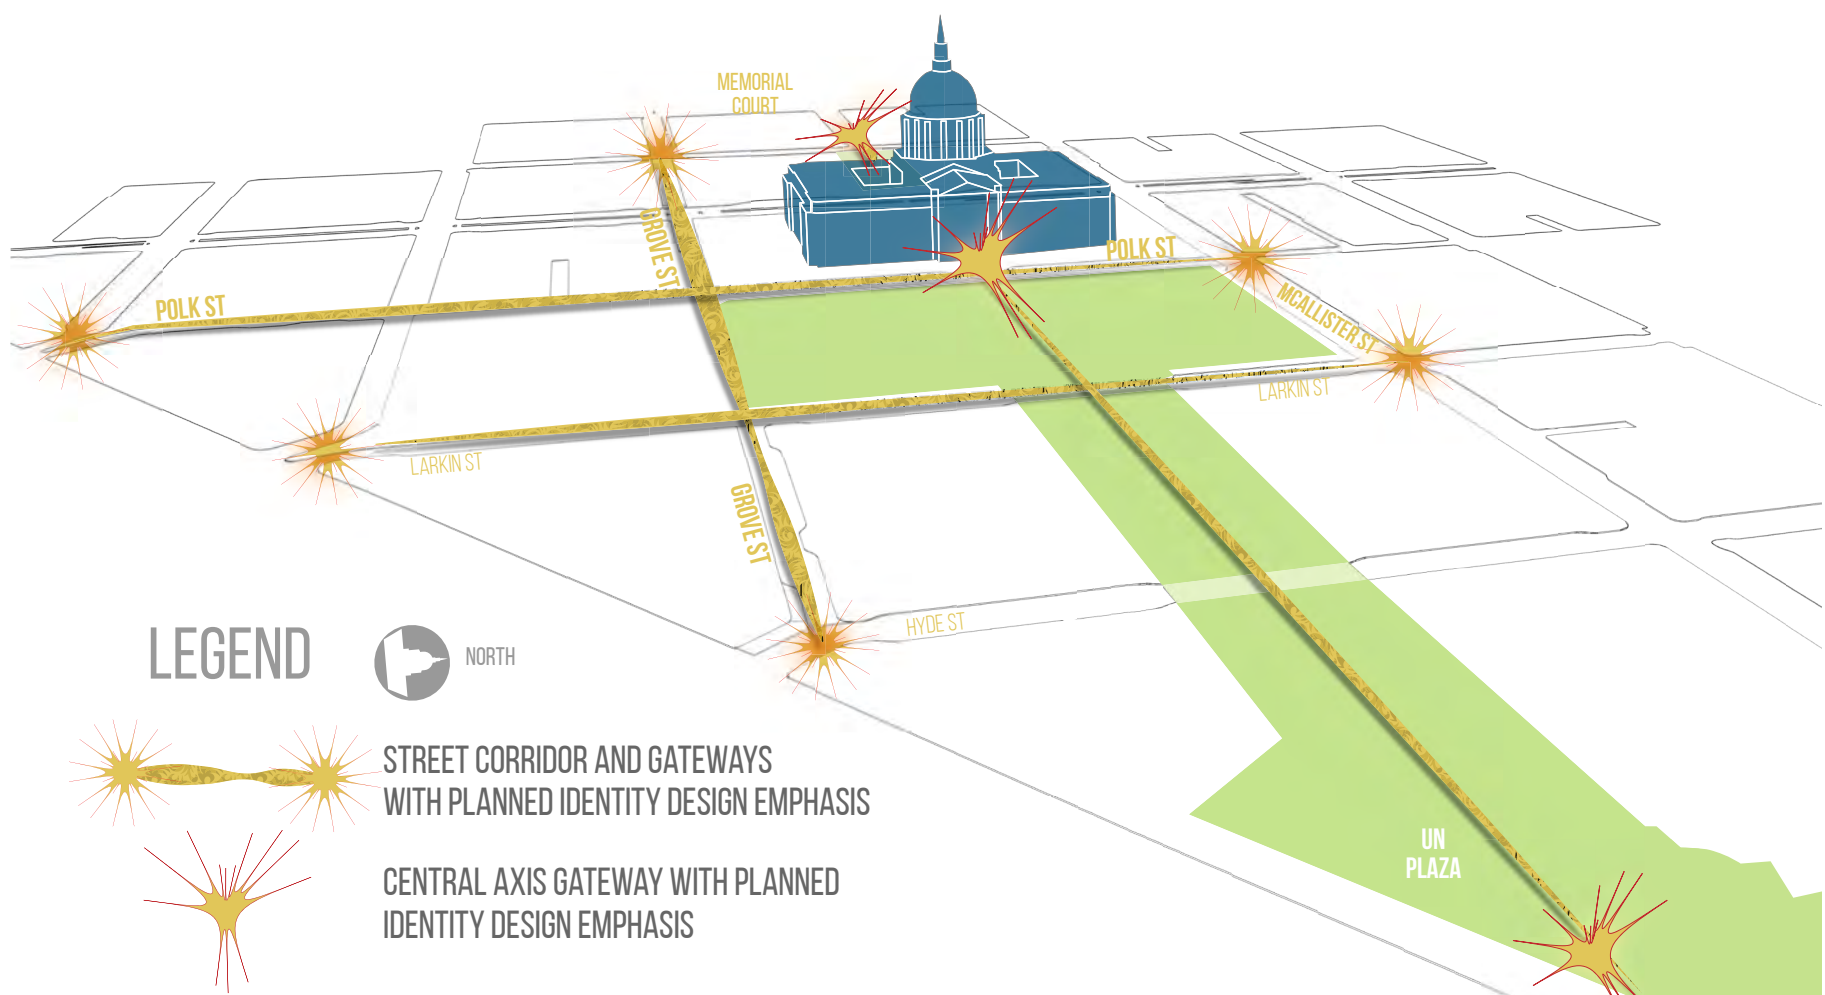 MEMORIAL
COURT
GROVE ST
POLK ST
POLK ST
MCALLISTER ST
LARKIN ST
LARKIN ST
GROVE ST
HYDE ST
LEGEND
NORTH
STREET CORRIDOR AND GATEWAYS
WITH PLANNED IDENTITY DESIGN EMPHASIS
UN
PLAZA
CENTRAL AXIS GATEWAY WITH PLANNED
IDENTITY DESIGN EMPHASIS